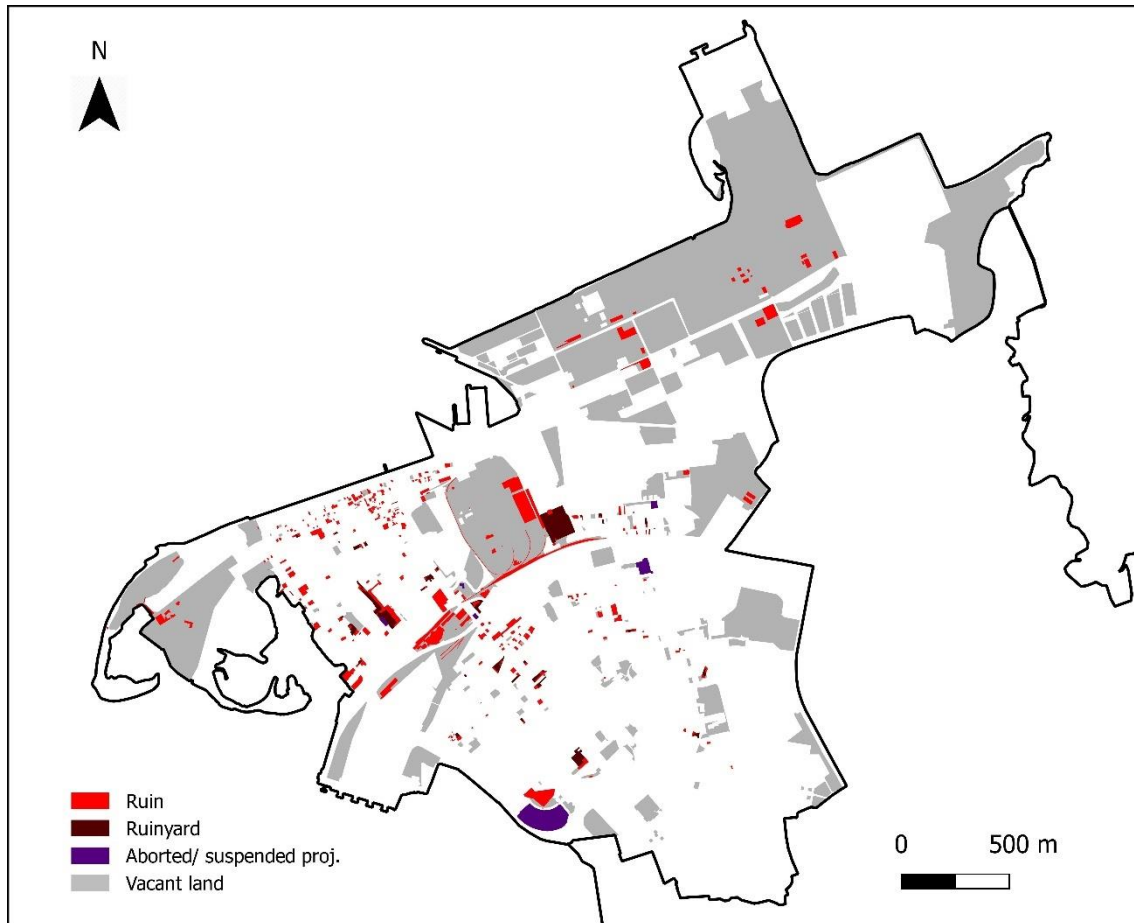 N
Ruin
Ruinyard
Aborted/ suspended proj.
Vacant land
0 500 m